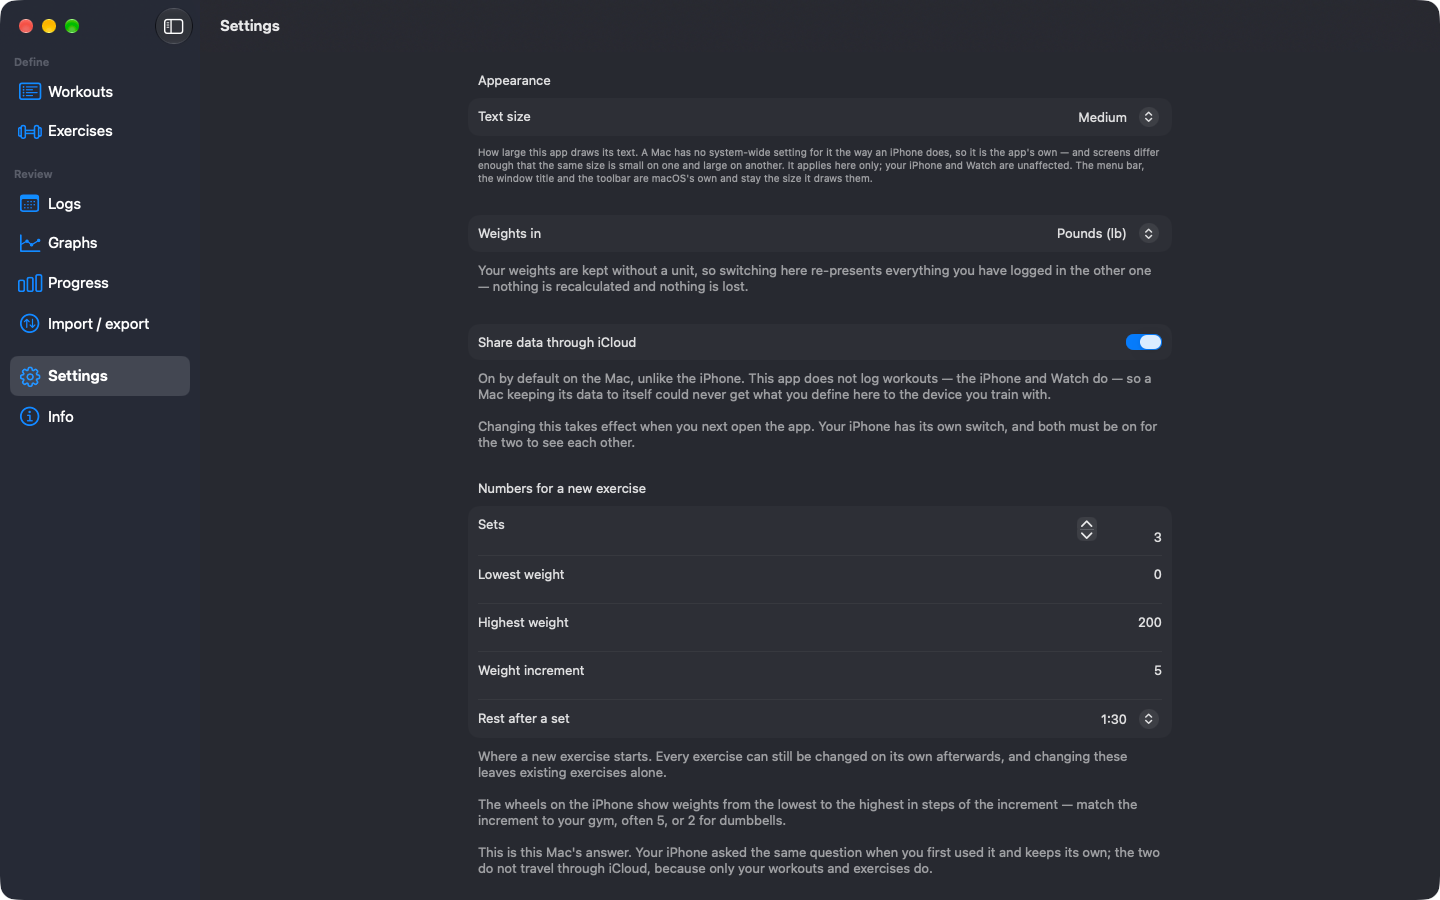 Settings
Define
Workouts
Exercises
Review
Logs
Graphs
Progress
Import / export
Settings
Info
Appearance
Text size
Medium
How large this app draws its text. A Mac has no system-wide setting for it the way an iPhone does, so it is the app's own — and screens differ
enough that the same size is small on one and large on another. It applies here only; your iPhone and Watch are unaffected. The menu bar,
the window title and the toolbar are macOS's own and stay the size it draws them.
Weights in
Pounds (lb)
Your weights are kept without a unit, so switching here re-presents everything you have logged in the other one
— nothing is recalculated and nothing is lost.
Share data through iCloud
On by default on the Mac, unlike the iPhone. This app does not log workouts — the iPhone and Watch do — so a
Mac keeping its data to itself could never get what you define here to the device you train with.
Changing this takes effect when you next open the app. Your iPhone has its own switch, and both must be on for
the two to see each other.
Numbers for a new exercise
Sets
3
Lowest weight
0
Highest weight
200
Weight increment
5
Rest after a set
1:30
Where a new exercise starts. Every exercise can still be changed on its own afterwards, and changing these
leaves existing exercises alone.
The wheels on the iPhone show weights from the lowest to the highest in steps of the increment — match the
increment to your gym, often 5, or 2 for dumbbells.
This is this Mac's answer. Your iPhone asked the same question when you first used it and keeps its own; the two
do not travel through iCloud, because only your workouts and exercises do.